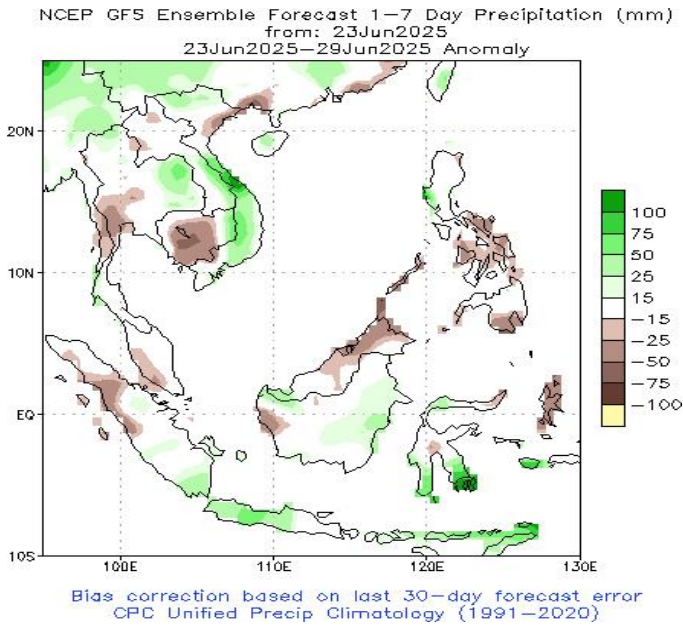 NCEP GFS Ensemble Forecast 1-7 Day Precipitation (mm)
from: 23Jun2025
23Jun2025-29Jun2025 Anomaly
20N
10N
EQ
10S
100E
110E
120E
130E
100
75
50
25
15
-15
-25
-50
-75
-100
Bias correction based on last 30-day forecast error
CPC Unified Precip Climatology (1991-2020)